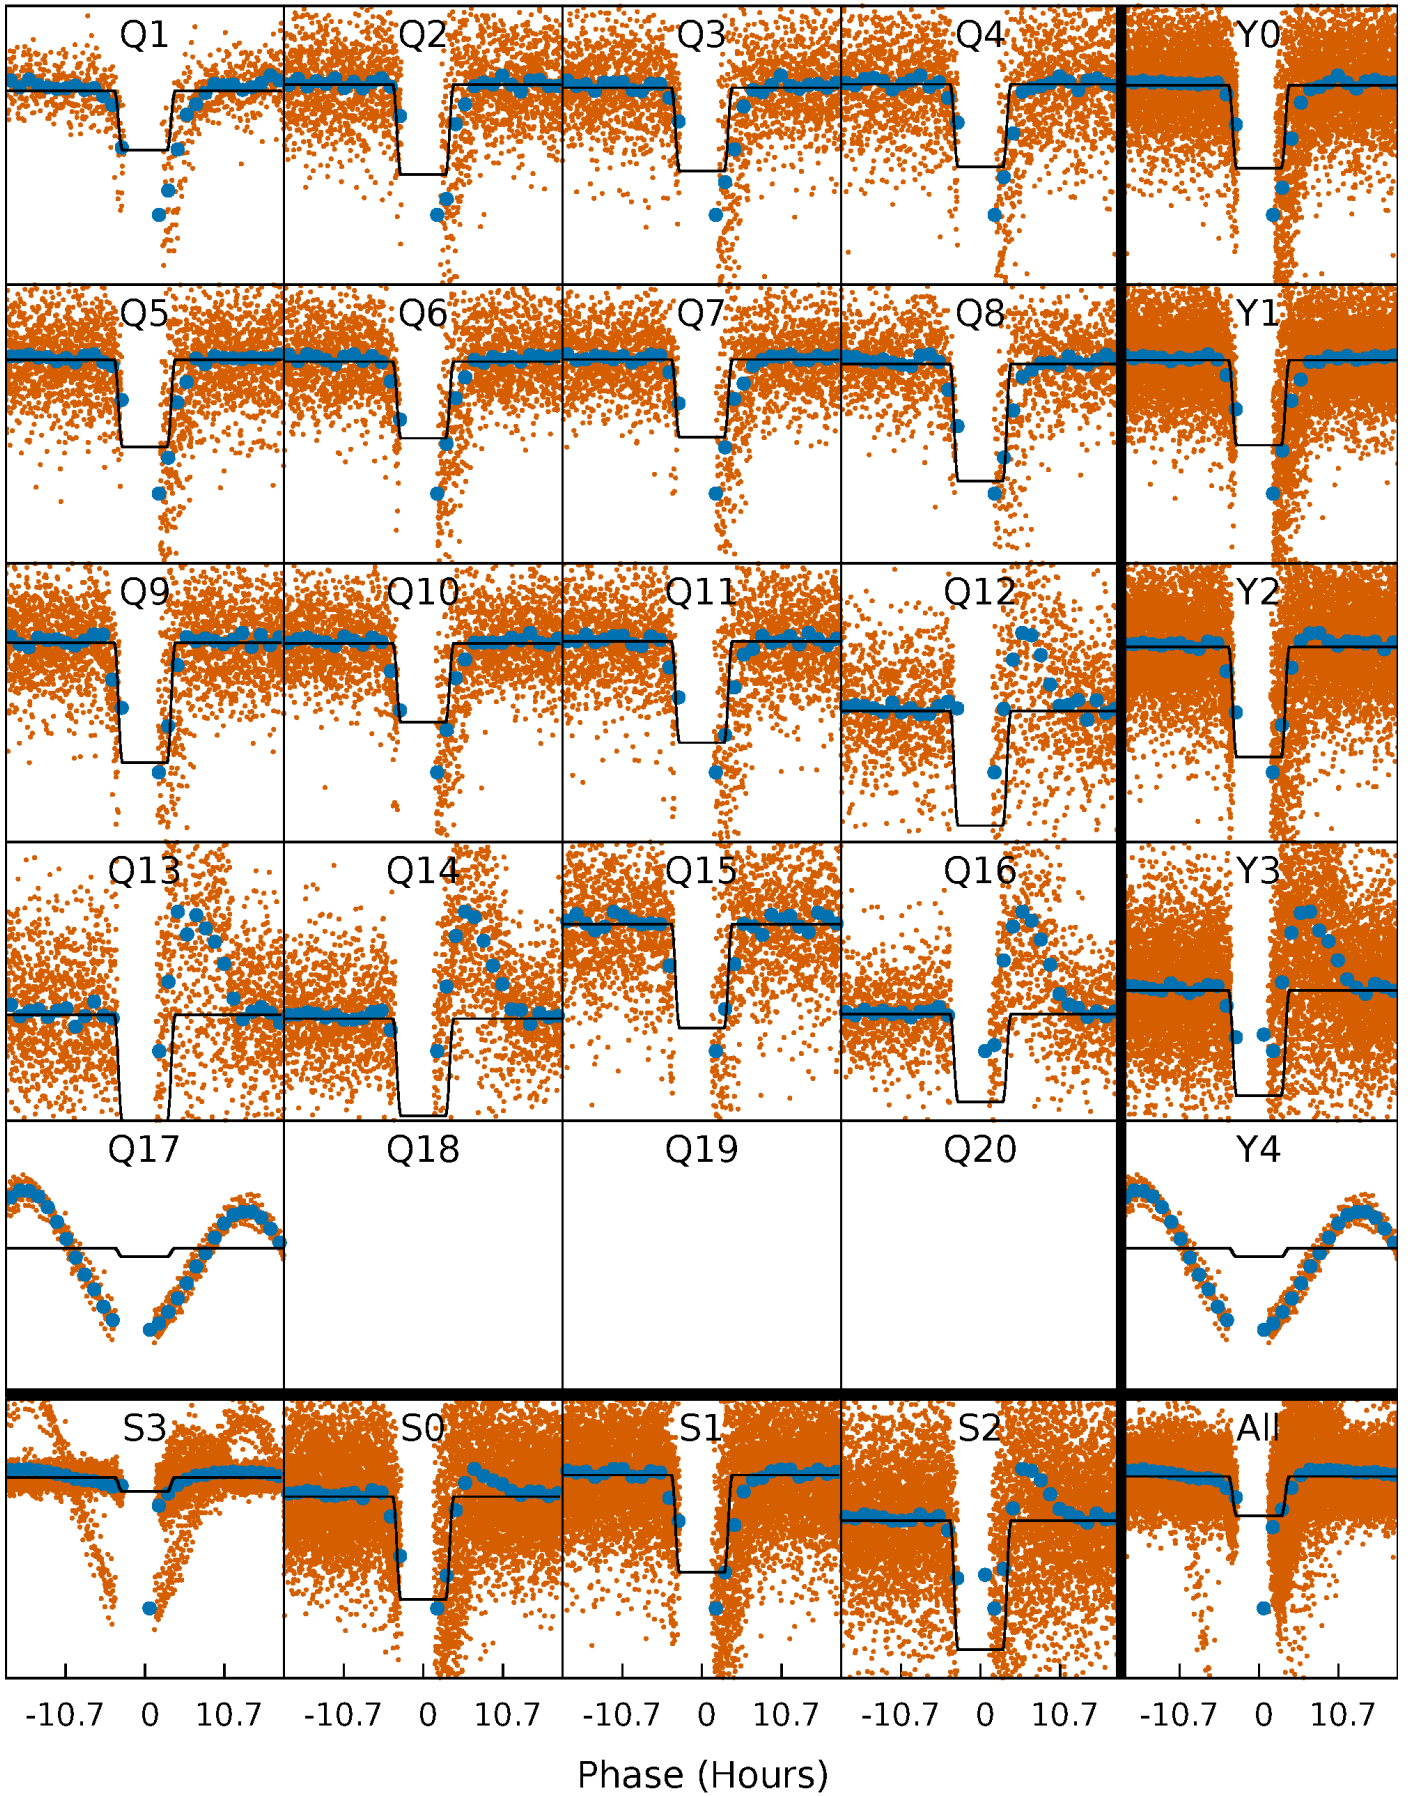 Q1 Q2 Q3 Q4 Y0
Q5 Q6 Q7 Q8 Y1
Q9 Q10 Q11 Q12 Y2
Q13 Q14 Q15 Q16 Y3
Q17 Q18 Q19 Q20 Y4
S3 S0 S1 S2 All
-10.7 0 10.7 -10.7 0 10.7 -10.7 0 10.7 -10.7 0 10.7 -10.7 0 10.7
Phase (Hours)